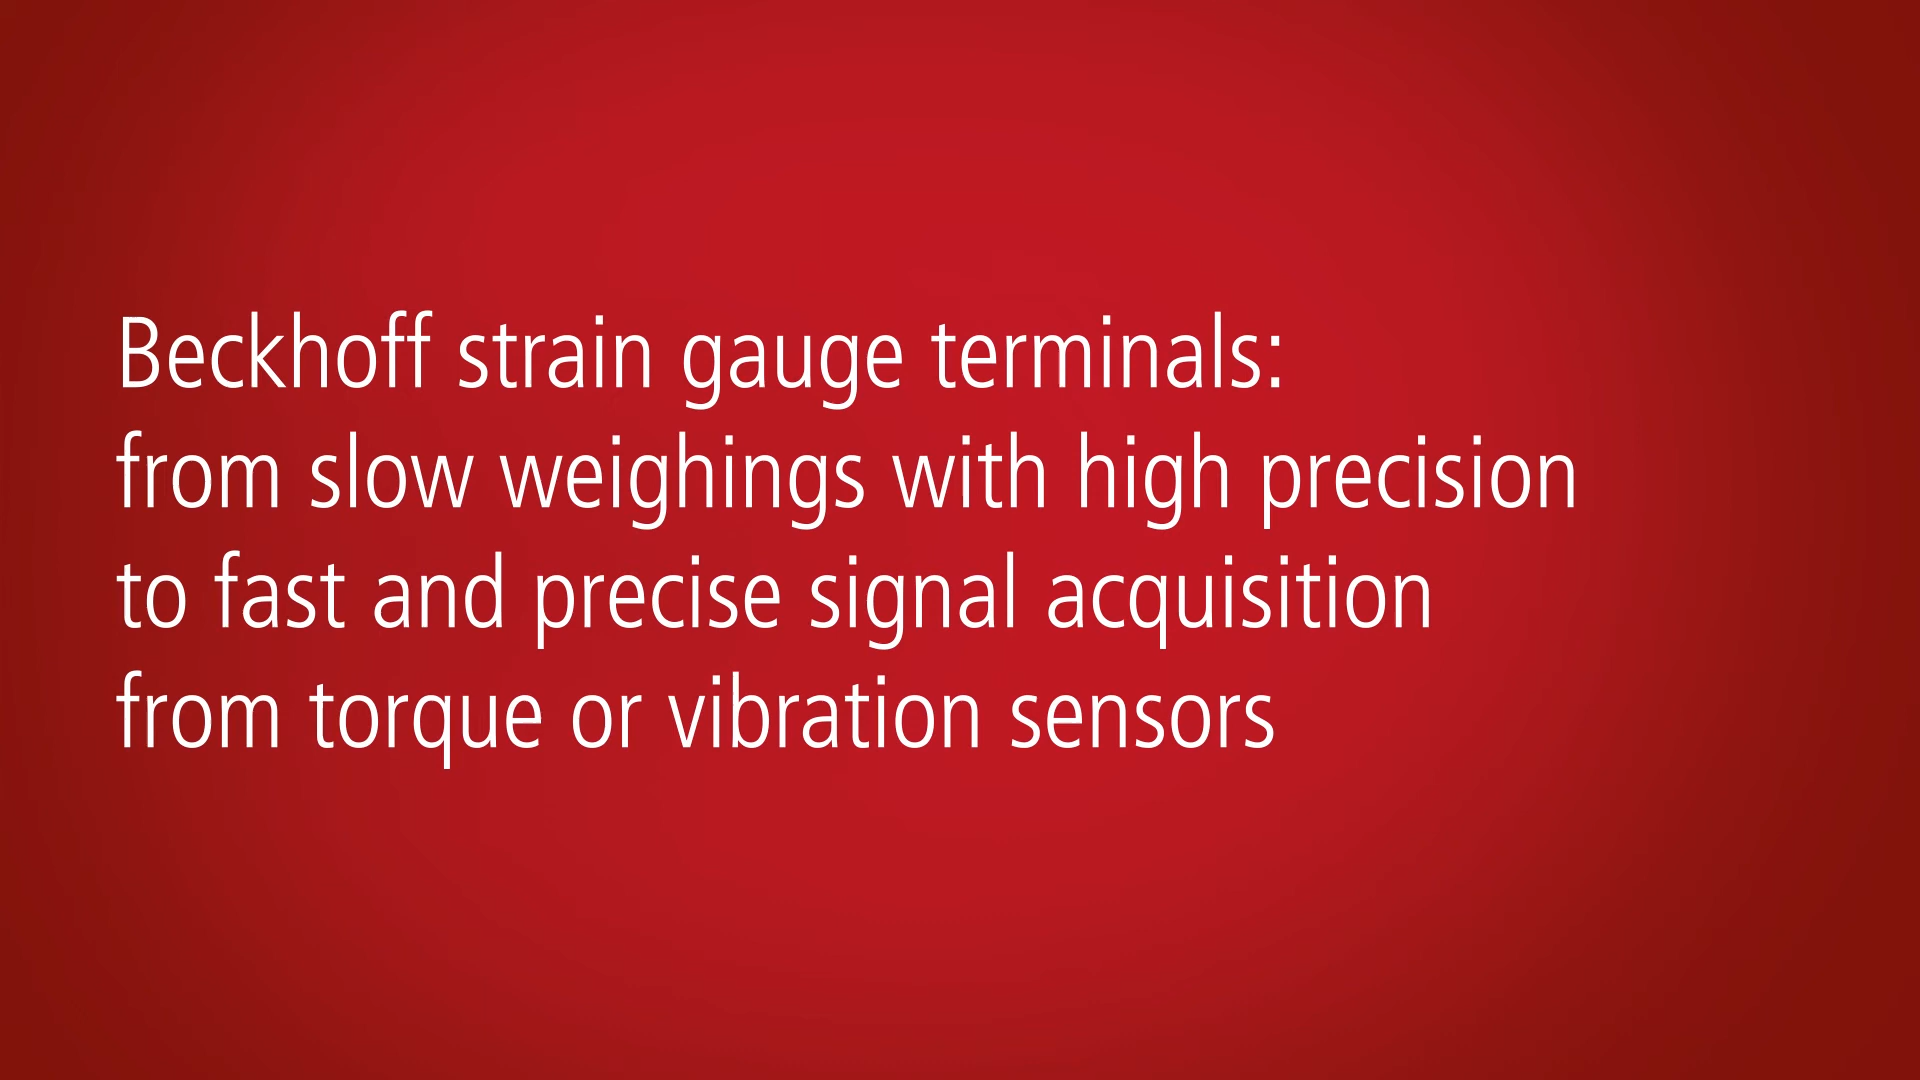 Beckhoff strain gauge terminals:
from slow weighings with high precision
to fast and precise signal acquisition
from torque or vibration sensors